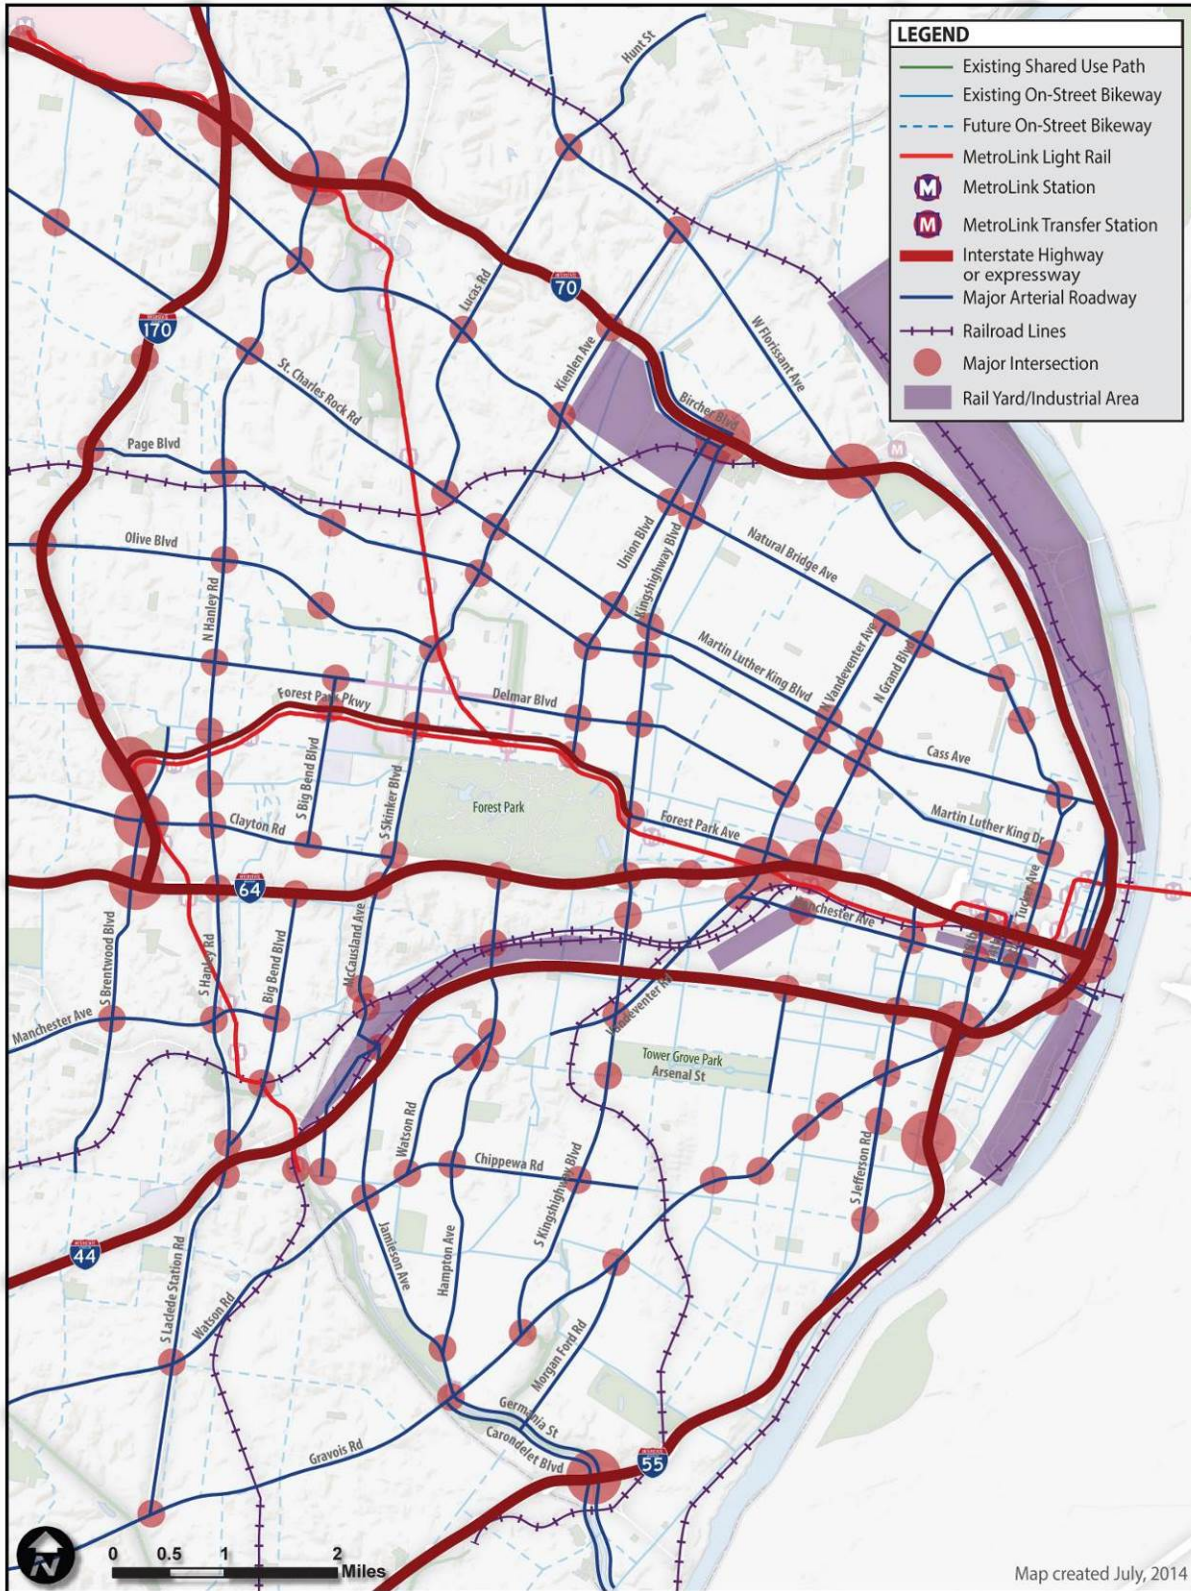 LEGEND
Existing Shared Use Path
Existing On-Street Bikeway
Future On-Street Bikeway
MetroLink Light Rail
M
MetroLink Station
M
MetroLink Transfer Station
Interstate Highway
or expressway
Major Arterial Roadway
Railroad Lines
Major Intersection
Rail Yard/Industrial Area
Hunt St
Lucas Rd
70
170
Kienlen Ave
W Florissant Ave
St. Charles Rock Rd
Bircher Blvd
Page Blvd
M
Olive Blvd
Union Blvd
Kingshighway Blvd
Natural Bridge Ave
N Hanley Rd
Martin Luther King Blvd
N Vandeventer Ave
N Grand Blvd
Forest Park Pkwy
Delmar Blvd
Cass Ave
S Big Bend Blvd
S Skinker Blvd
Forest Park
Clayton Rd
Forest Park Ave
Martin Luther King Dr
64
Tucker Ave
Manchester Ave
S Brentwood Blvd
S Hanley Rd
Big Bend Blvd
McCausland Ave
Manchester Ave
Vandeventer Rd
Tower Grove Park
Arsenal St
Watson Rd
Chippewa Rd
S Kingshighway Blvd
S Jefferson Rd
44
S Laclede Station Rd
Watson Rd
Jamieson Ave
Hampton Ave
Morgan Ford Rd
Germania St
Carondelet Blvd
Gravois Rd
55
N
0 0.5 1 2
Miles
Map created July, 2014